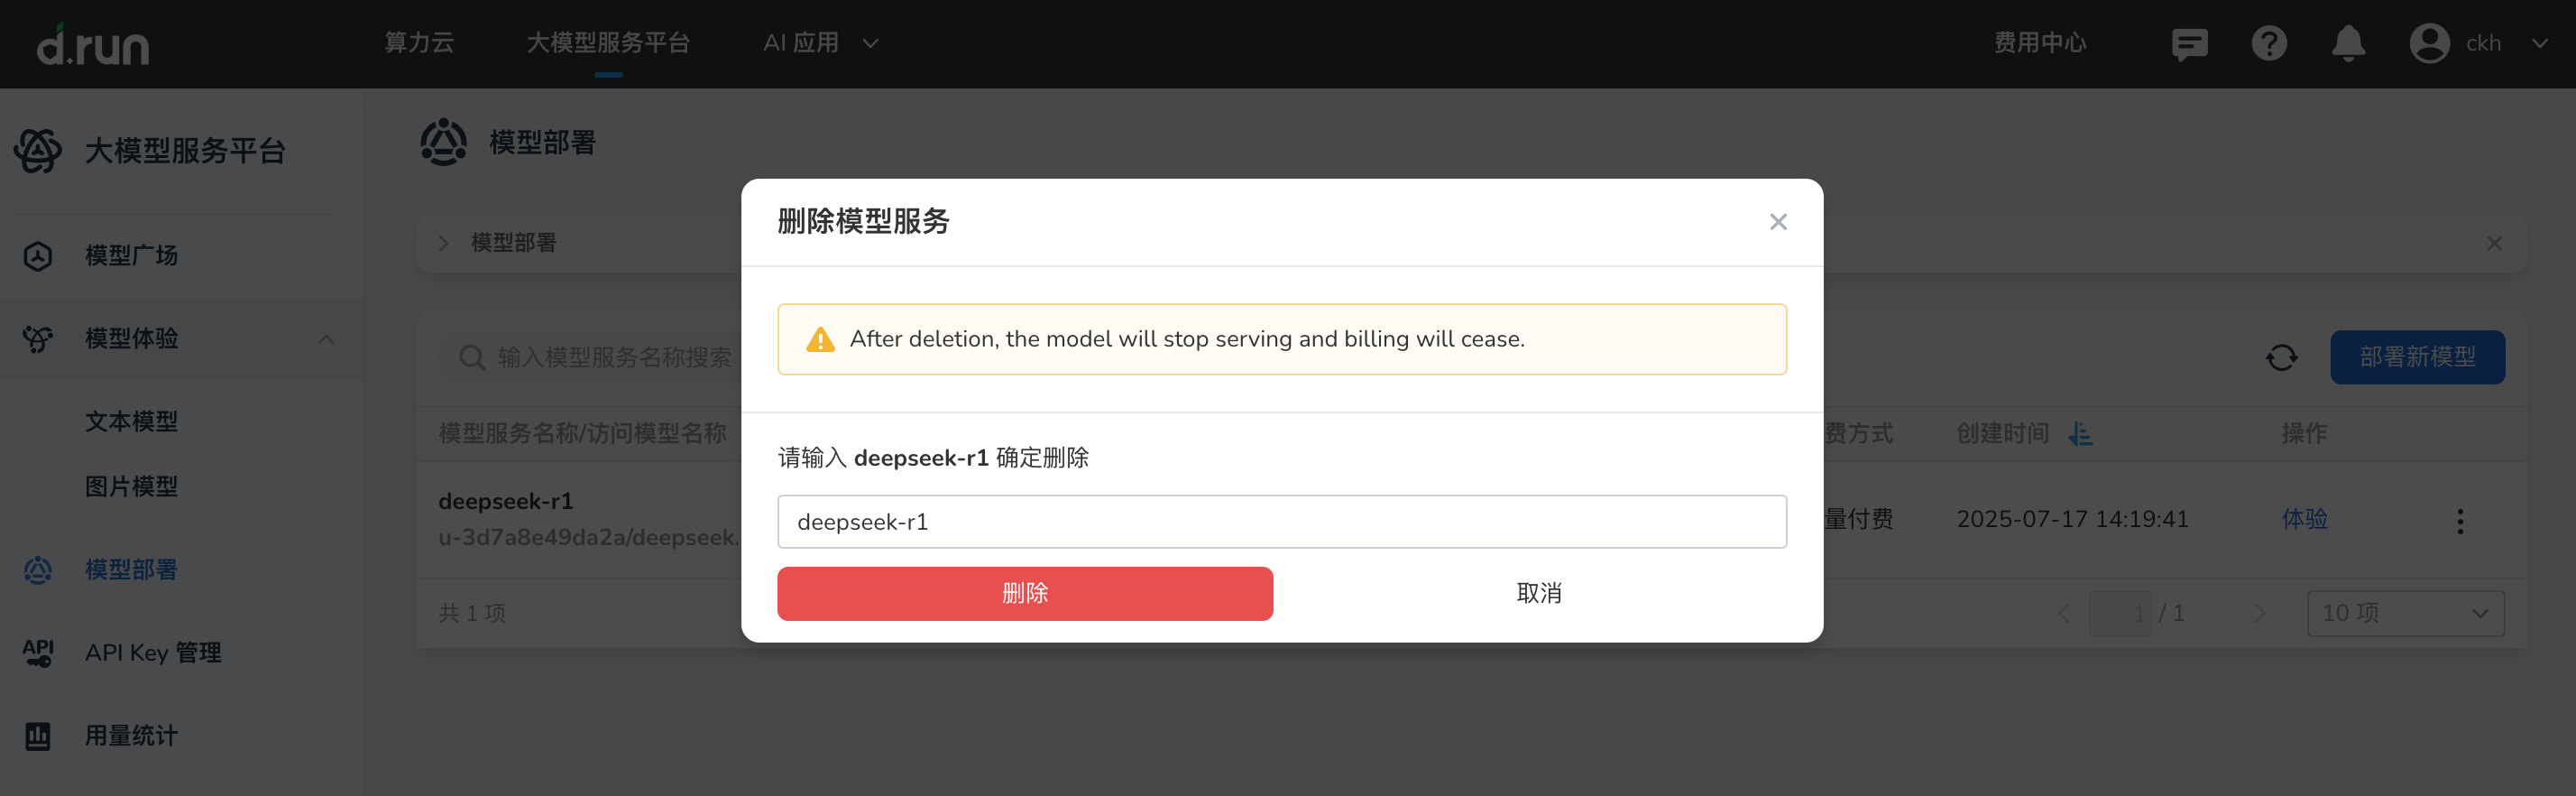 d.run
算力云
大模型服务平台
AI 应用
费用中心
ckh
大模型服务平台
模型广场
模型体验
文本模型
图片模型
模型部署
API Key 管理
用量统计
模型部署
模型部署
输入模型服务名称搜索
部署新模型
模型服务名称/访问模型名称
费方式
创建时间
操作
deepseek-r1
u-3d7a8e49da2a/deepseek.
量付费
2025-07-17 14:19:41
体验
共 1 项
1 / 1
10 项
删除模型服务
After deletion, the model will stop serving and billing will cease.
请输入 deepseek-r1 确定删除
deepseek-r1
删除
取消